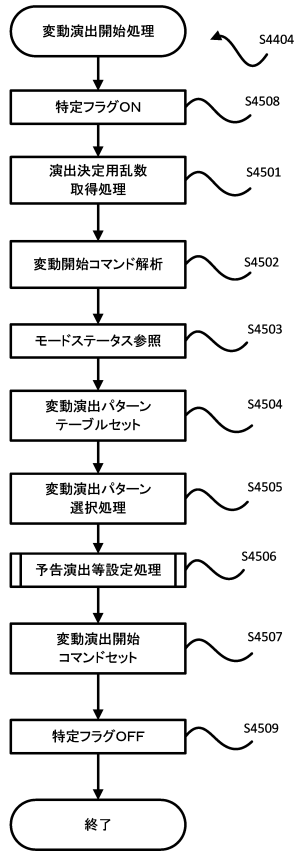 変動演出開始処理
S4404
特定フラグON
S4508
演出決定用乱数
取得処理
S4501
変動開始コマンド解析
S4502
モードステータス参照
S4503
変動演出パターン
テーブルセット
S4504
変動演出パターン
選択処理
S4505
予告演出等設定処理
S4506
変動演出開始
コマンドセット
S4507
特定フラグOFF
S4509
終了